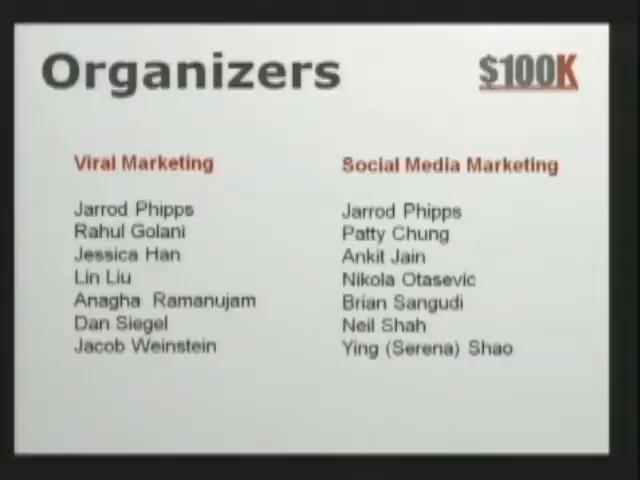 Organizers
$100K
Viral Marketing
Jarrod Phipps
Rahul Golani
Jessica Han
Lin Liu
Anagha Ramanujam
Dan Siegel
Jacob Weinstein
Social Media Marketing
Jarrod Phipps
Patty Chung
Ankit Jain
Nikola Otasevic
Brian Sangudi
Neil Shah
Ying (Serena) Shao